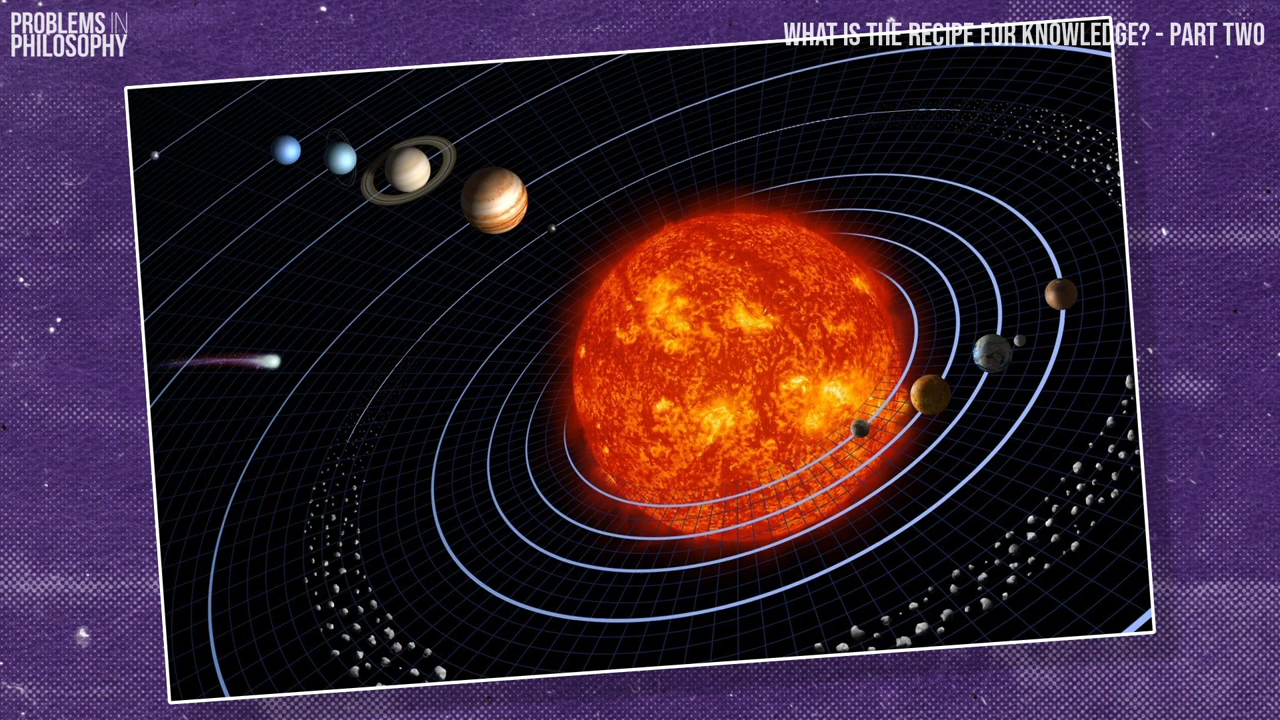 PROBLEMS IN
PHILOSOPHY
WHAT IS THE RECIPE FOR KNOWLEDGE? - PART TWO